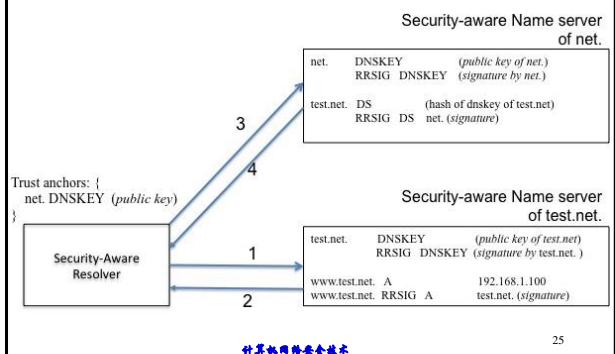 Security-aware Name server
of net.
net. DNSKEY (public key of net.)
RRSIG DNSKEY (signature by net.)
test.net. DS (hash of dnskey of test.net)
RRSIG DS net. (signature)
3
4
Trust anchors: {
net. DNSKEY (public key)
}
Security-Aware
Resolver
1
2
Security-aware Name server
of test.net.
test.net. DNSKEY (public key of test.net)
RRSIG DNSKEY (signature by test.net. )
www.test.net. A 192.168.1.100
www.test.net. RRSIG A test.net. (signature)
计算机网络安全技术
25